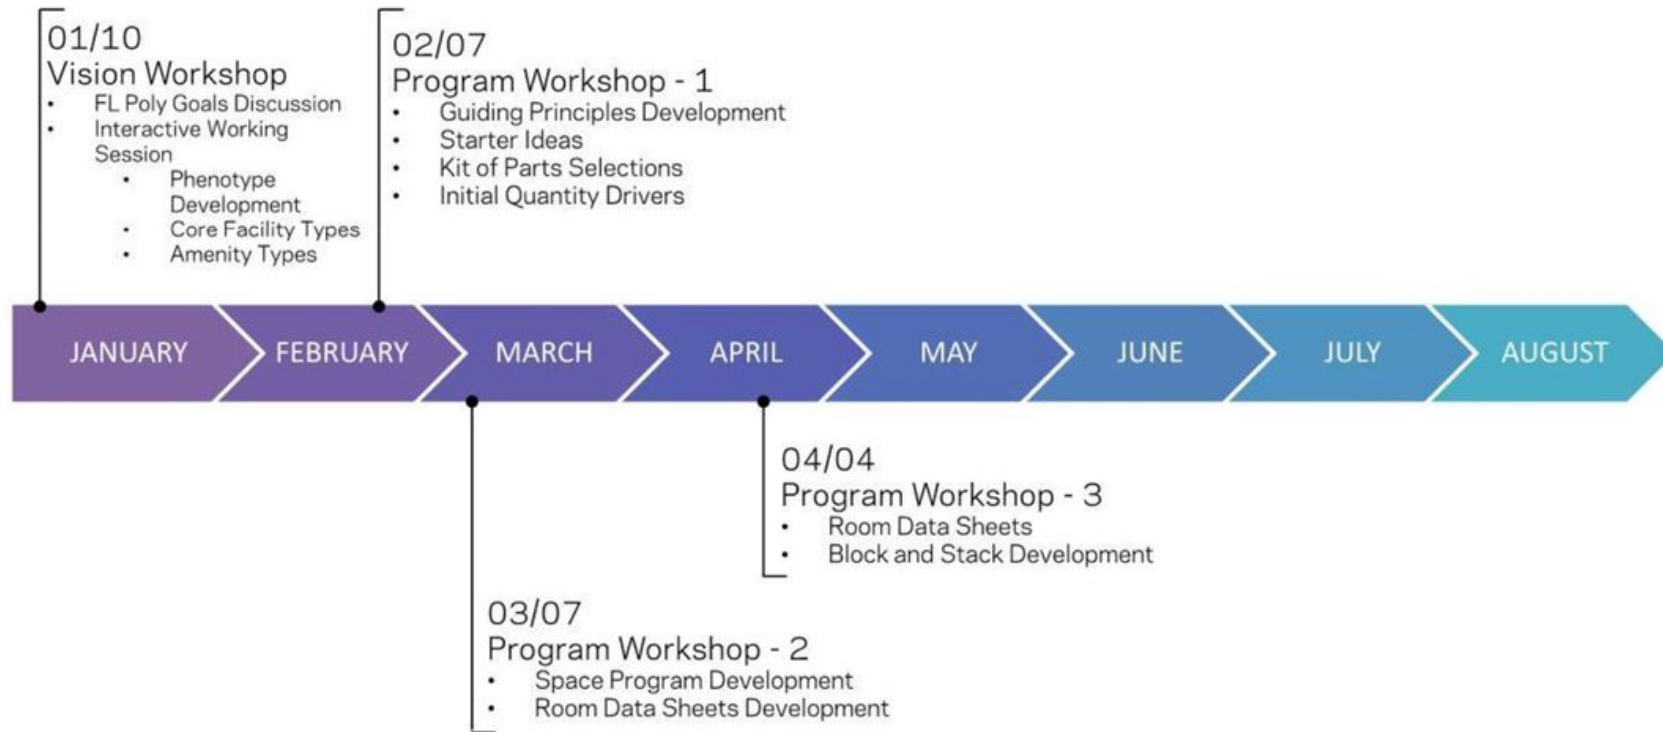 01/10
Vision Workshop
• FL Poly Goals Discussion
• Interactive Working
Session
• Phenotype
Development
• Core Facility Types
• Amenity Types
02/07
Program Workshop - 1
• Guiding Principles Development
• Starter Ideas
• Kit of Parts Selections
• Initial Quantity Drivers
JANUARY
FEBRUARY
MARCH
APRIL
MAY
JUNE
JULY
AUGUST
03/07
Program Workshop - 2
• Space Program Development
• Room Data Sheets Development
04/04
Program Workshop - 3
• Room Data Sheets
• Block and Stack Development